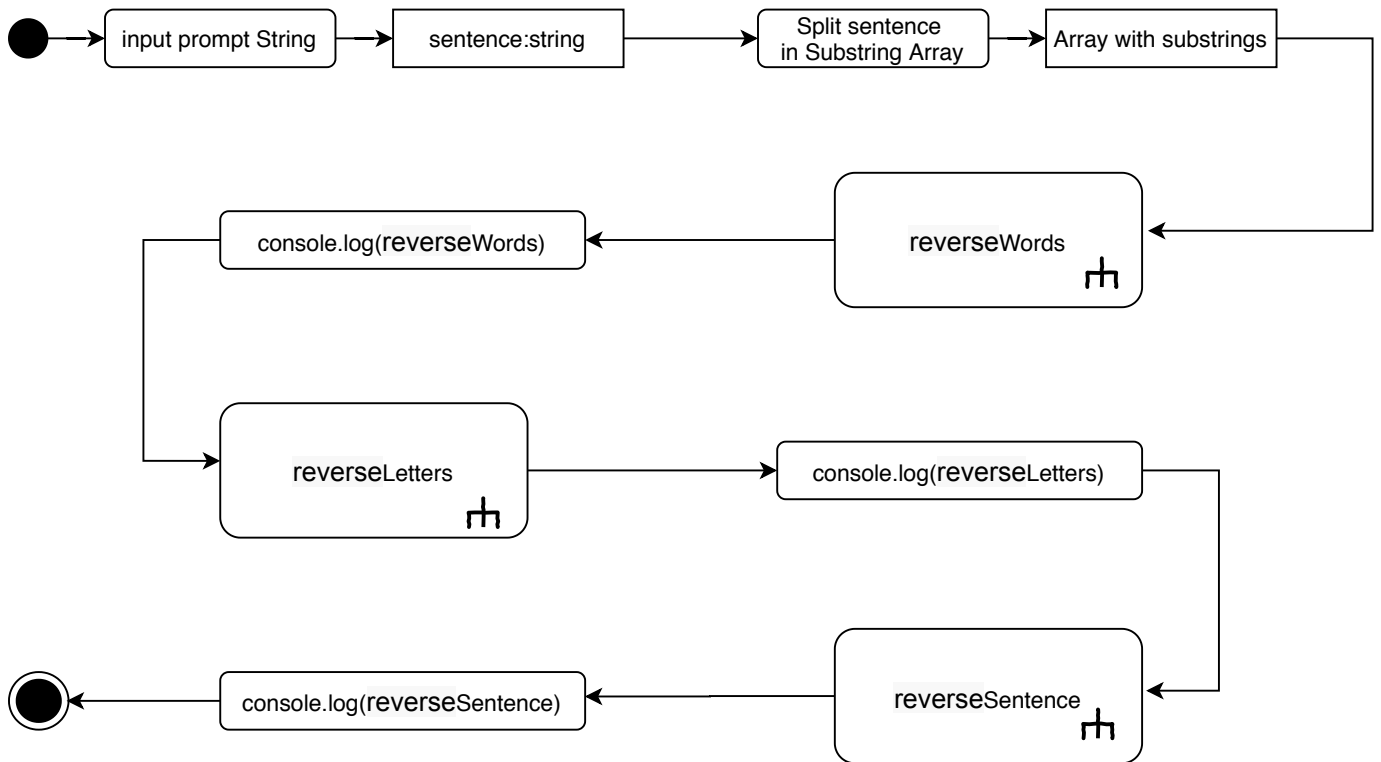 input prompt String
sentence:string
Split sentence
in Substring Array
Array with substrings
reverseWords
console.log(reverseWords)
reverseLetters
console.log(reverseLetters)
reverseSentence
console.log(reverseSentence)